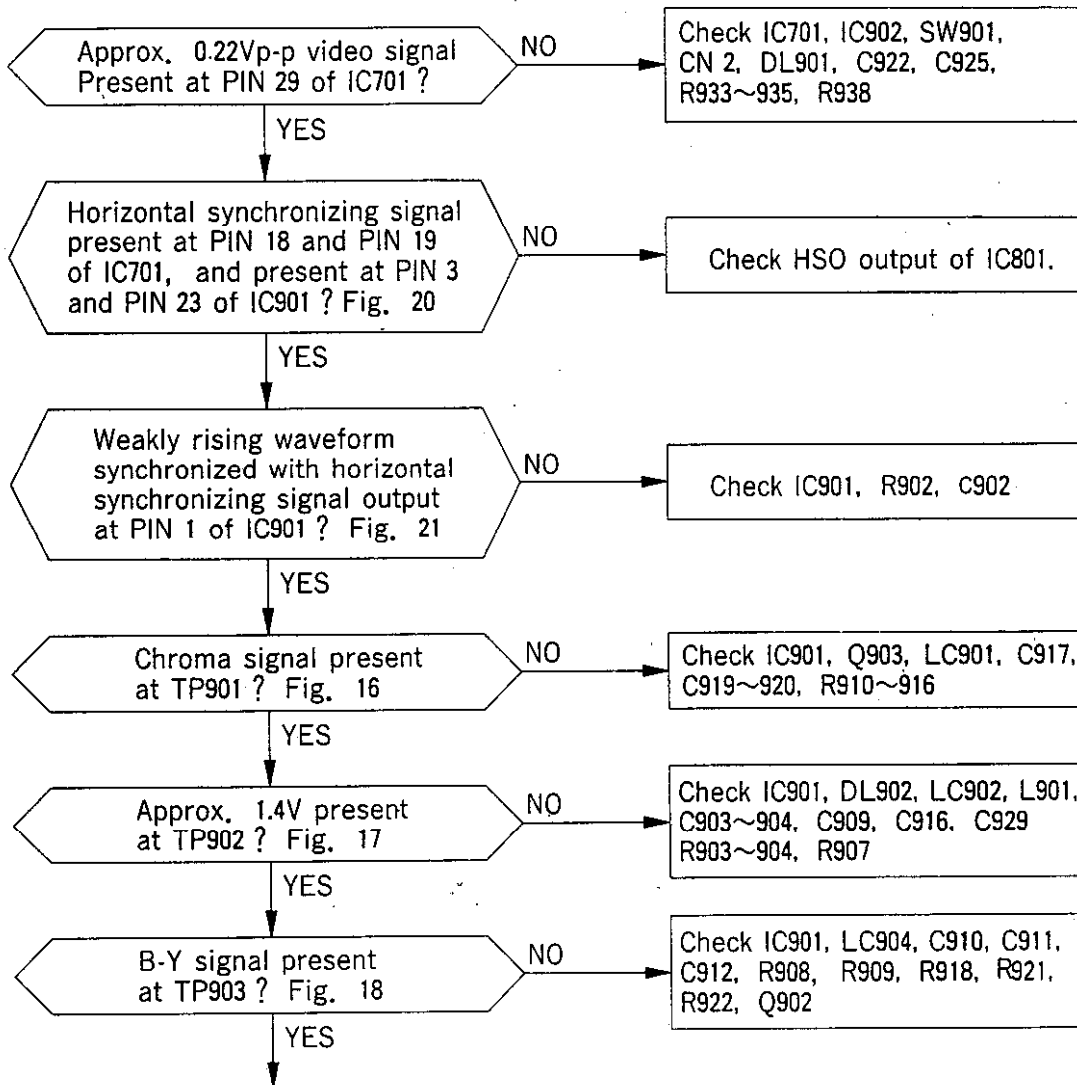 Approx. 0.22Vp-p video signal
Present at PIN 29 of IC701 ?
NO
Check IC701, IC902, SW901,
CN 2, DL901, C922, C925,
R933~935, R938
YES
Horizontal synchronizing signal
present at PIN 18 and PIN 19
of IC701, and present at PIN 3
and PIN 23 of IC901 ? Fig. 20
NO
Check HSO output of IC801.
YES
Weakly rising waveform
synchronized with horizontal
synchronizing signal output
at PIN 1 of IC901 ? Fig. 21
NO
Check IC901, R902, C902
YES
Chroma signal present
at TP901 ? Fig. 16
NO
Check IC901, Q903, LC901, C917,
C919~920, R910~916
YES
Approx. 1.4V present
at TP902 ? Fig. 17
NO
Check IC901, DL902, LC902, L901,
C903~904, C909, C916, C929
R903~904, R907
YES
B-Y signal present
at TP903 ? Fig. 18
NO
Check IC901, LC904, C910, C911,
C912, R908, R909, R918, R921,
R922, Q902
YES